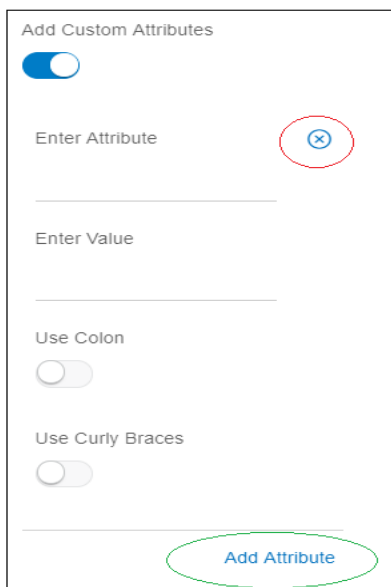 Add Custom Attributes
Enter Attribute
Enter Value
Use Colon
Use Curly Braces
Add Attribute